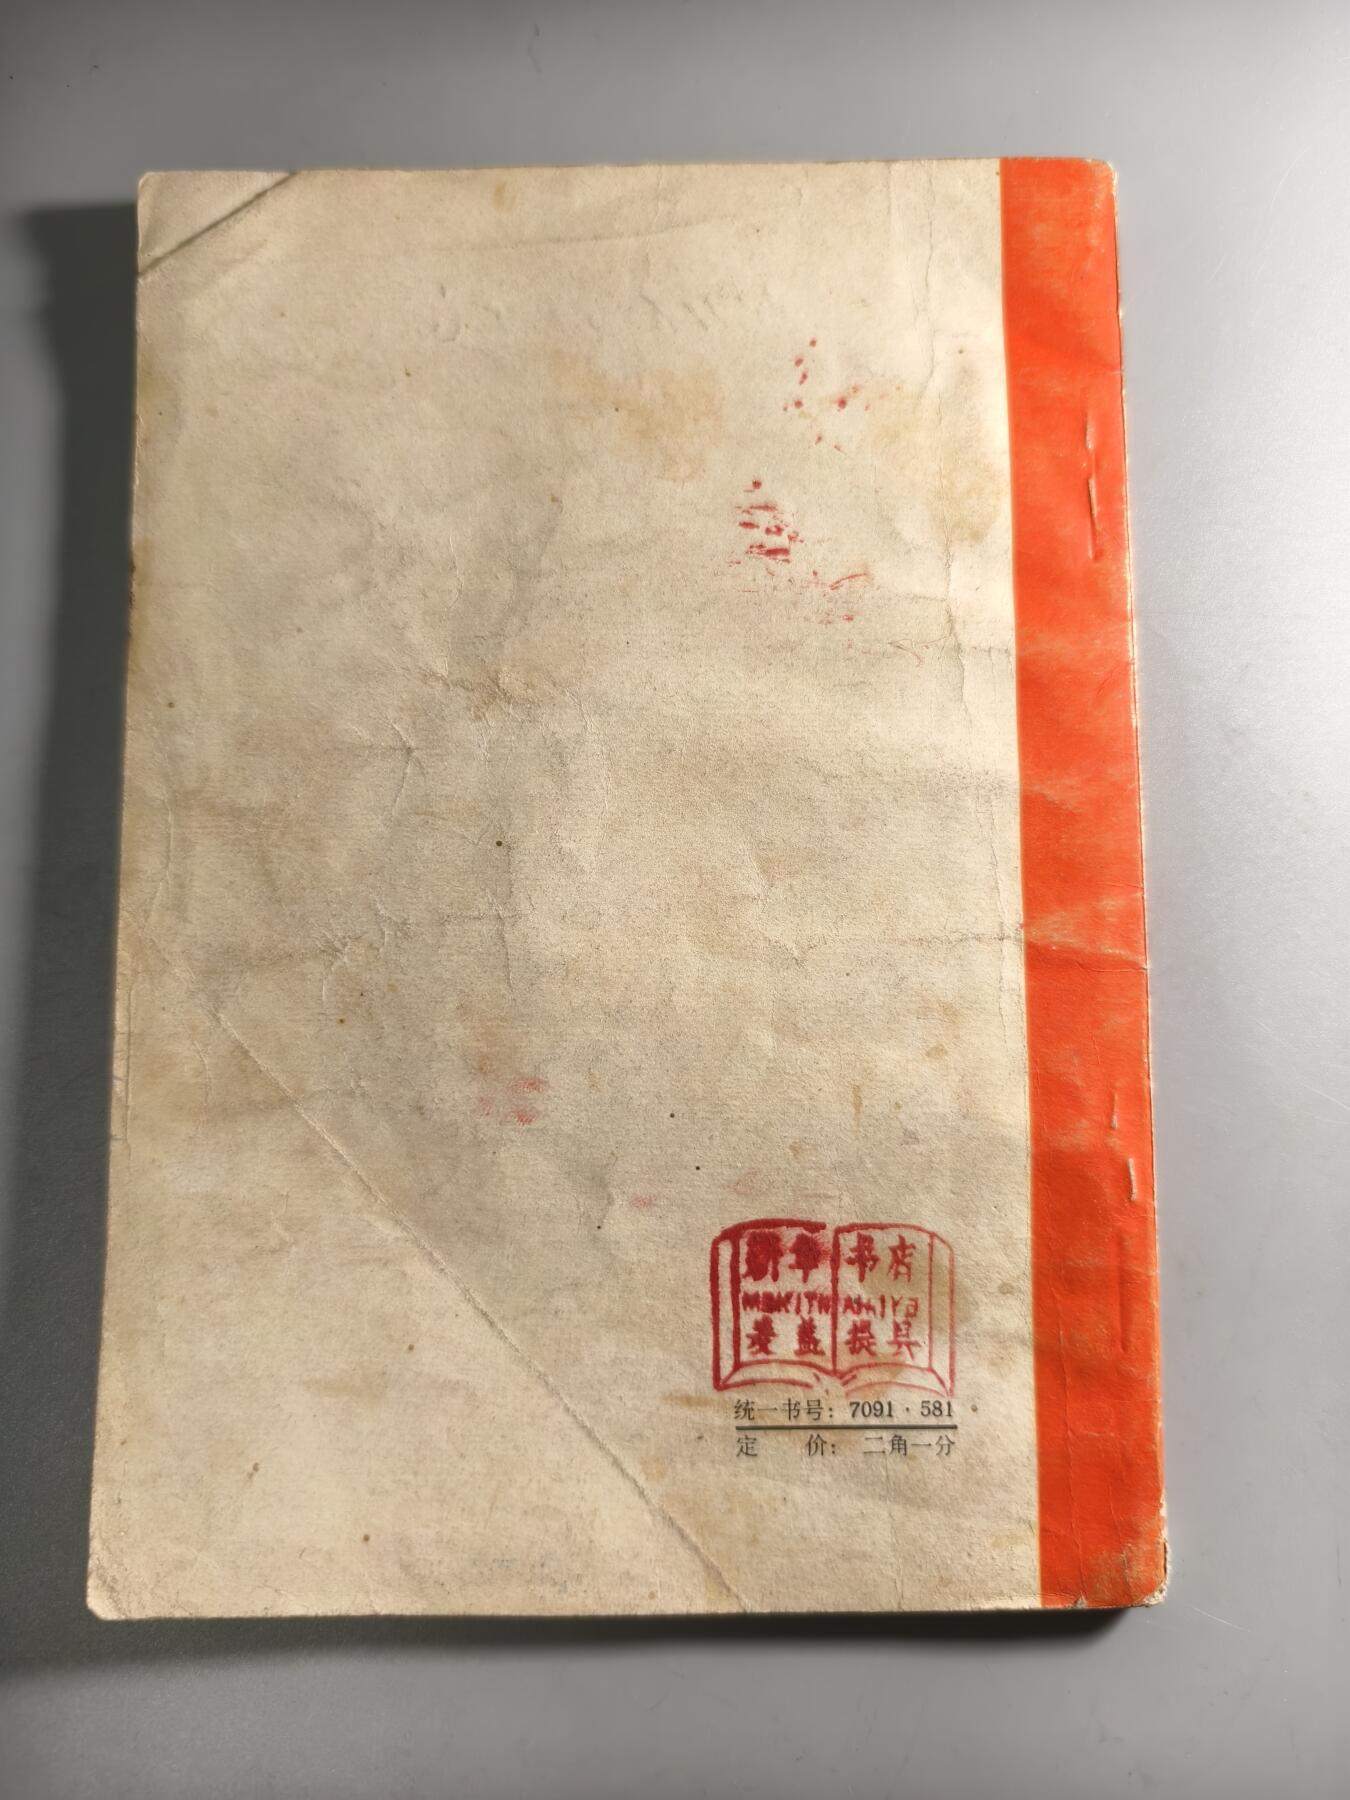 新华书店
麦盖提县
统一书号：7091·581
定　　价：　二角一分